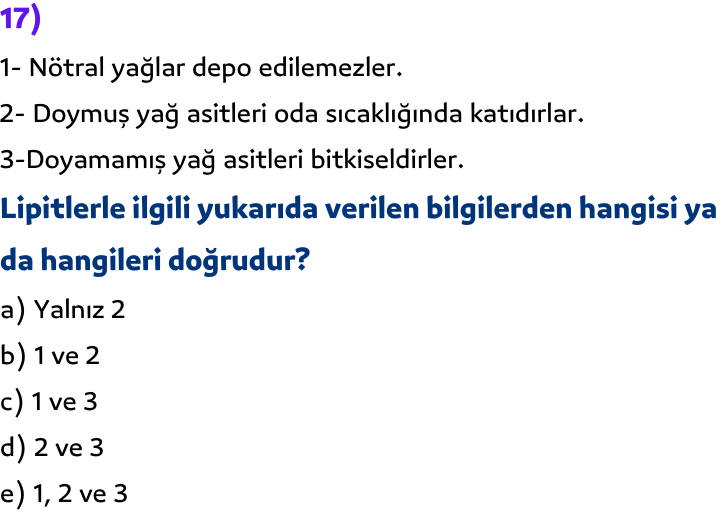 17)
1- Nötral yağlar depo edilemezler.
2- Doymuş yağ asitleri oda sıcaklığında katıdırlar.
3-Doyamamış yağ asitleri bitkiseldirler.
Lipitlerle ilgili yukarıda verilen bilgilerden hangisi ya
da hangileri doğrudur?
a) Yalnız 2
b) 1 ve 2
c) 1 ve 3
d) 2 ve 3
e) 1, 2 ve 3